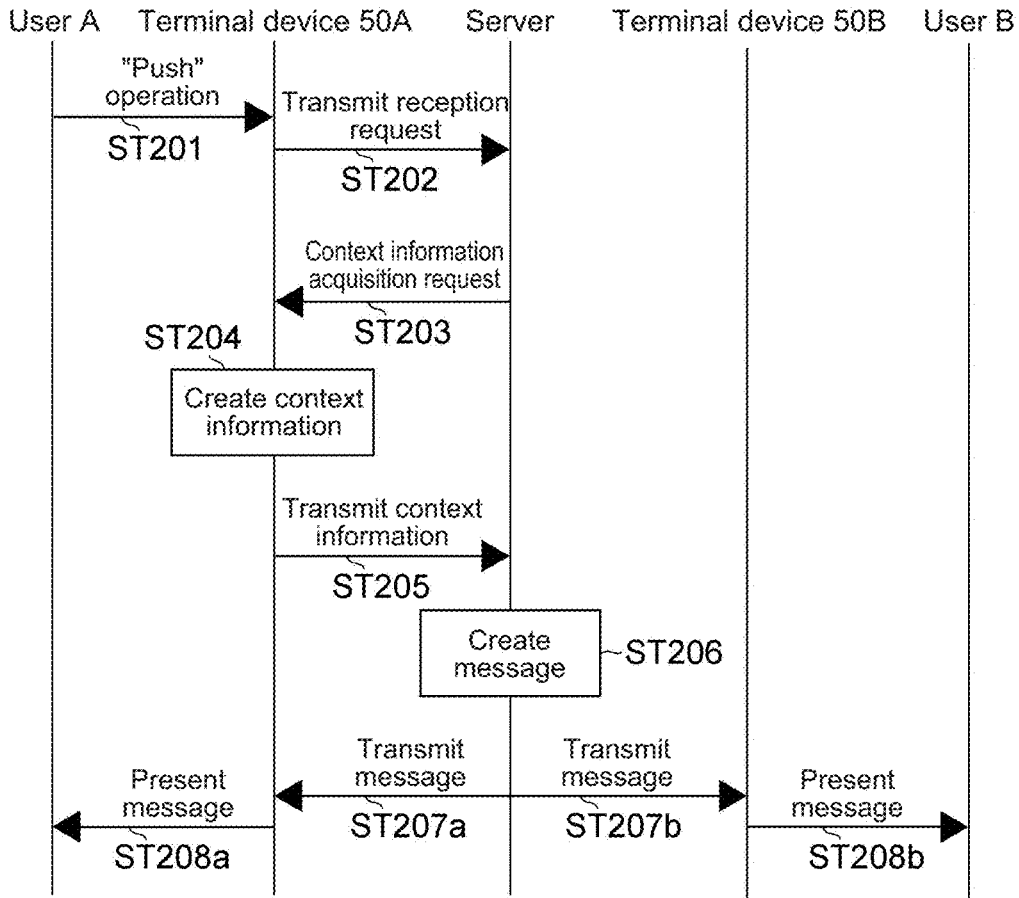 User A
Terminal device 50A
Server
Terminal device 50B
User B
"Push"
operation
ST201
Transmit reception
request
ST202
Context information
acquisition request
ST203
ST204
Create context
information
Transmit context
information
ST205
Create
message
ST206
Transmit
message
ST207a
Transmit
message
ST207b
Present
message
ST208a
Present
message
ST208b